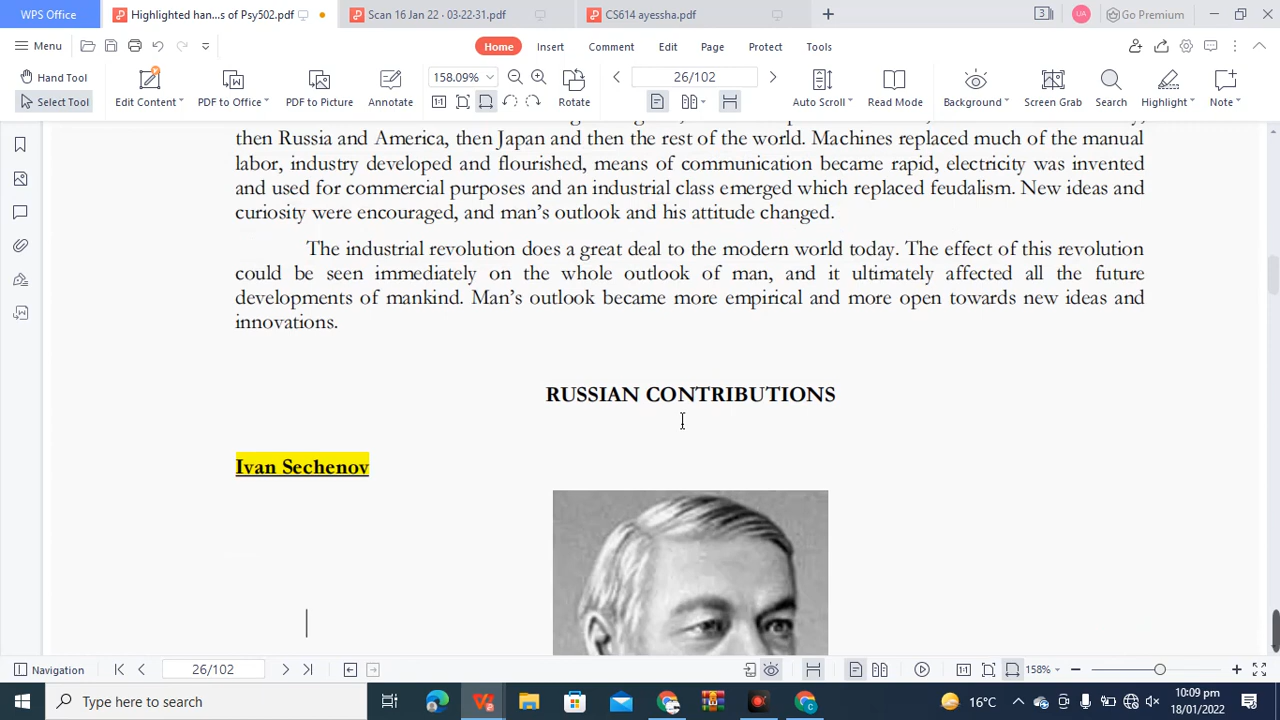 WPS Office
Highlighted han...s of Psy502.pdf
Scan 16 Jan 22 · 03-22-31.pdf
CS614 ayessha.pdf
3
UA
Go Premium
Menu
Home
Insert
Comment
Edit
Page
Protect
Tools
Hand Tool
Select Tool
Edit Content
PDF to Office
PDF to Picture
Annotate
158.09%
Rotate
26/102
Auto Scroll
Read Mode
Background
Screen Grab
Search
Highlight
Note
then Russia and America, then Japan and then the rest of the world. Machines replaced much of the manual
labor, industry developed and flourished, means of communication became rapid, electricity was invented
and used for commercial purposes and an industrial class emerged which replaced feudalism. New ideas and
curiosity were encouraged, and man's outlook and his attitude changed.
The industrial revolution does a great deal to the modern world today. The effect of this revolution
could be seen immediately on the whole outlook of man, and it ultimately affected all the future
developments of mankind. Man's outlook became more empirical and more open towards new ideas and
innovations.
RUSSIAN CONTRIBUTIONS
Ivan Sechenov
Navigation
26/102
158%
Type here to search
16°C
10:09 pm
18/01/2022